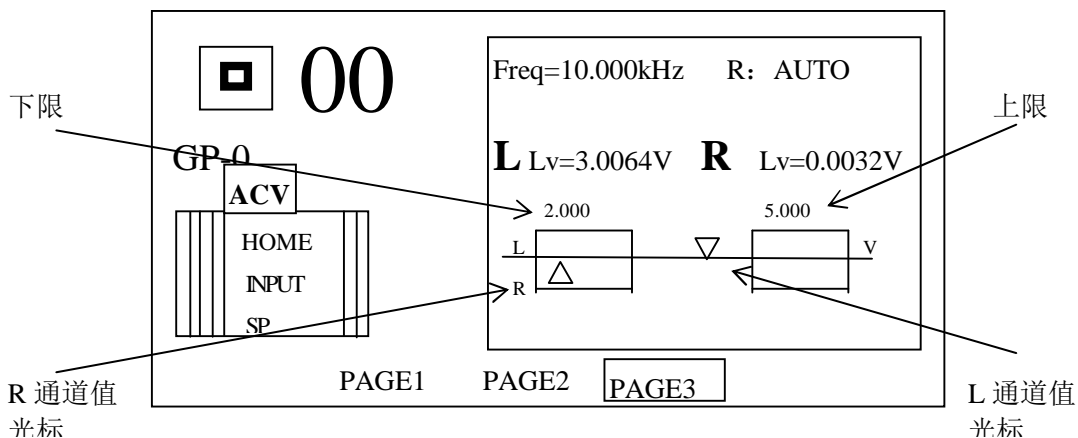 00
Freq=10.000kHz R: AUTO
下限
上限
GP-0
L Lv=3.0064V R Lv=0.0032V
ACV
2.000 5.000
HOME
L V
INPUT
R
SP
PAGE1 PAGE2 PAGE3
R 通道值
光标
L 通道值
光标